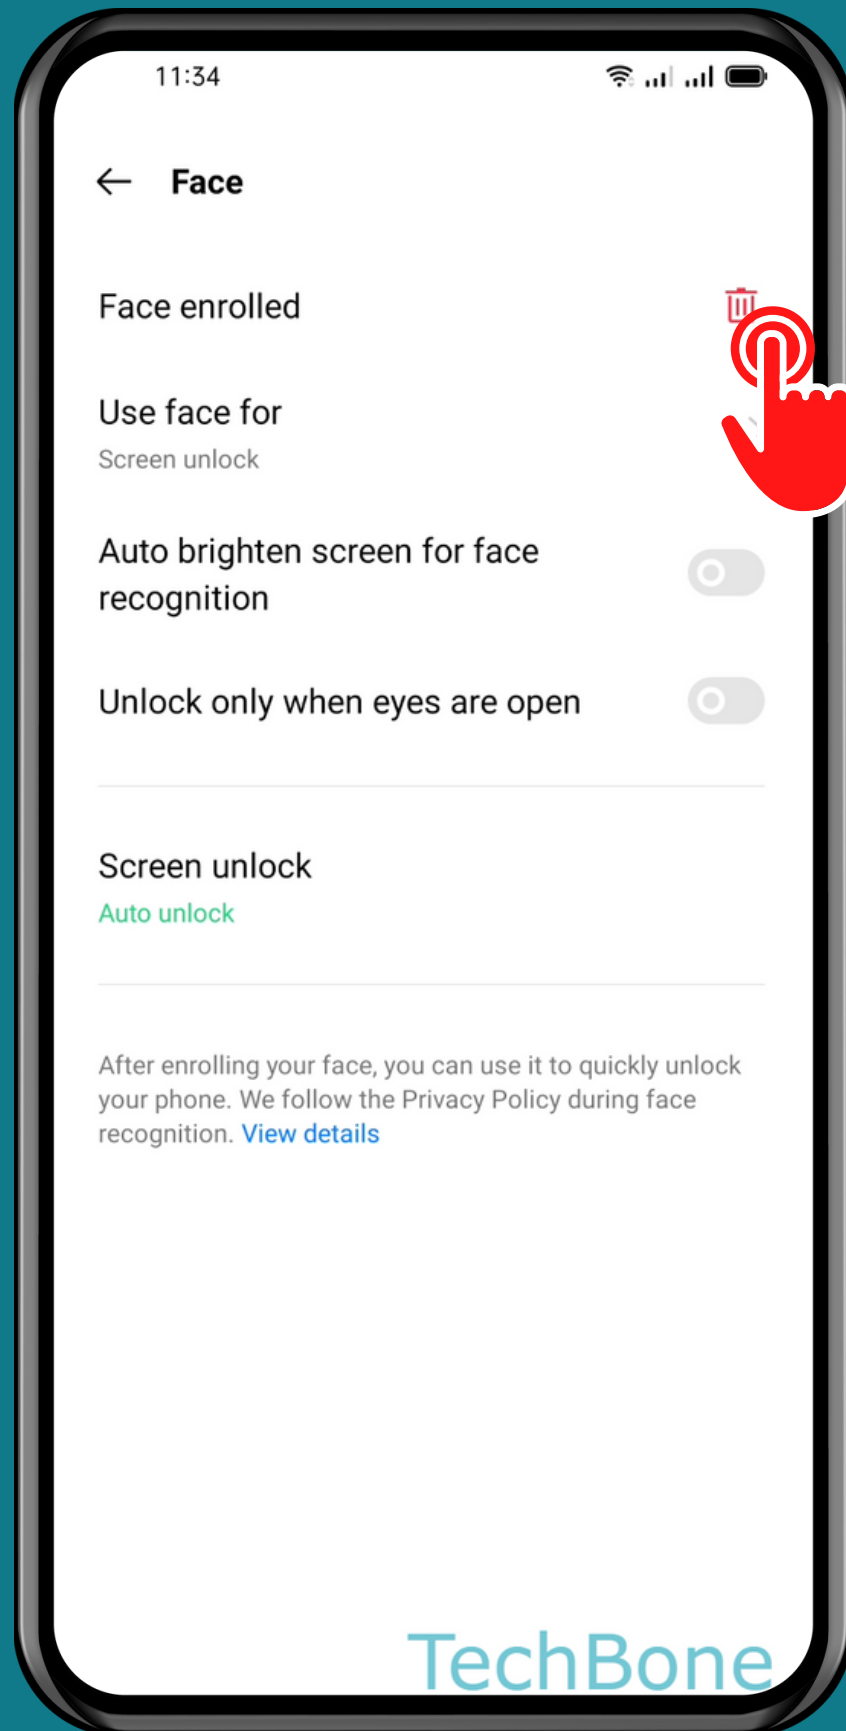 11:34
Face
Face enrolled
Use face for
Screen unlock
Auto brighten screen for face
recognition
Unlock only when eyes are open
Screen unlock
Auto unlock
After enrolling your face, you can use it to quickly unlock
your phone. We follow the Privacy Policy during face
recognition. View details
TechBone